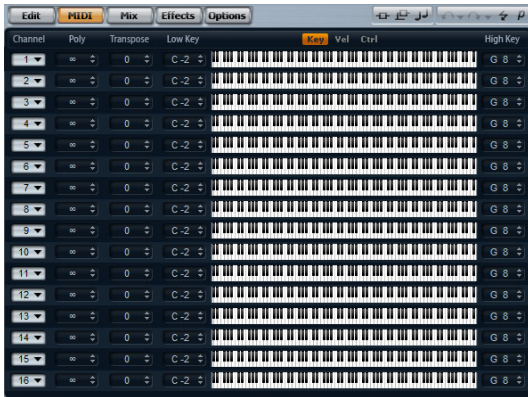 Edit MIDI Mix Effects Options
Channel Poly Transpose Low Key Key Vel Ctrl High Key
1 ∞ 0 C -2 G 8
2 ∞ 0 C -2 G 8
3 ∞ 0 C -2 G 8
4 ∞ 0 C -2 G 8
5 ∞ 0 C -2 G 8
6 ∞ 0 C -2 G 8
7 ∞ 0 C -2 G 8
8 ∞ 0 C -2 G 8
9 ∞ 0 C -2 G 8
10 ∞ 0 C -2 G 8
11 ∞ 0 C -2 G 8
12 ∞ 0 C -2 G 8
13 ∞ 0 C -2 G 8
14 ∞ 0 C -2 G 8
15 ∞ 0 C -2 G 8
16 ∞ 0 C -2 G 8